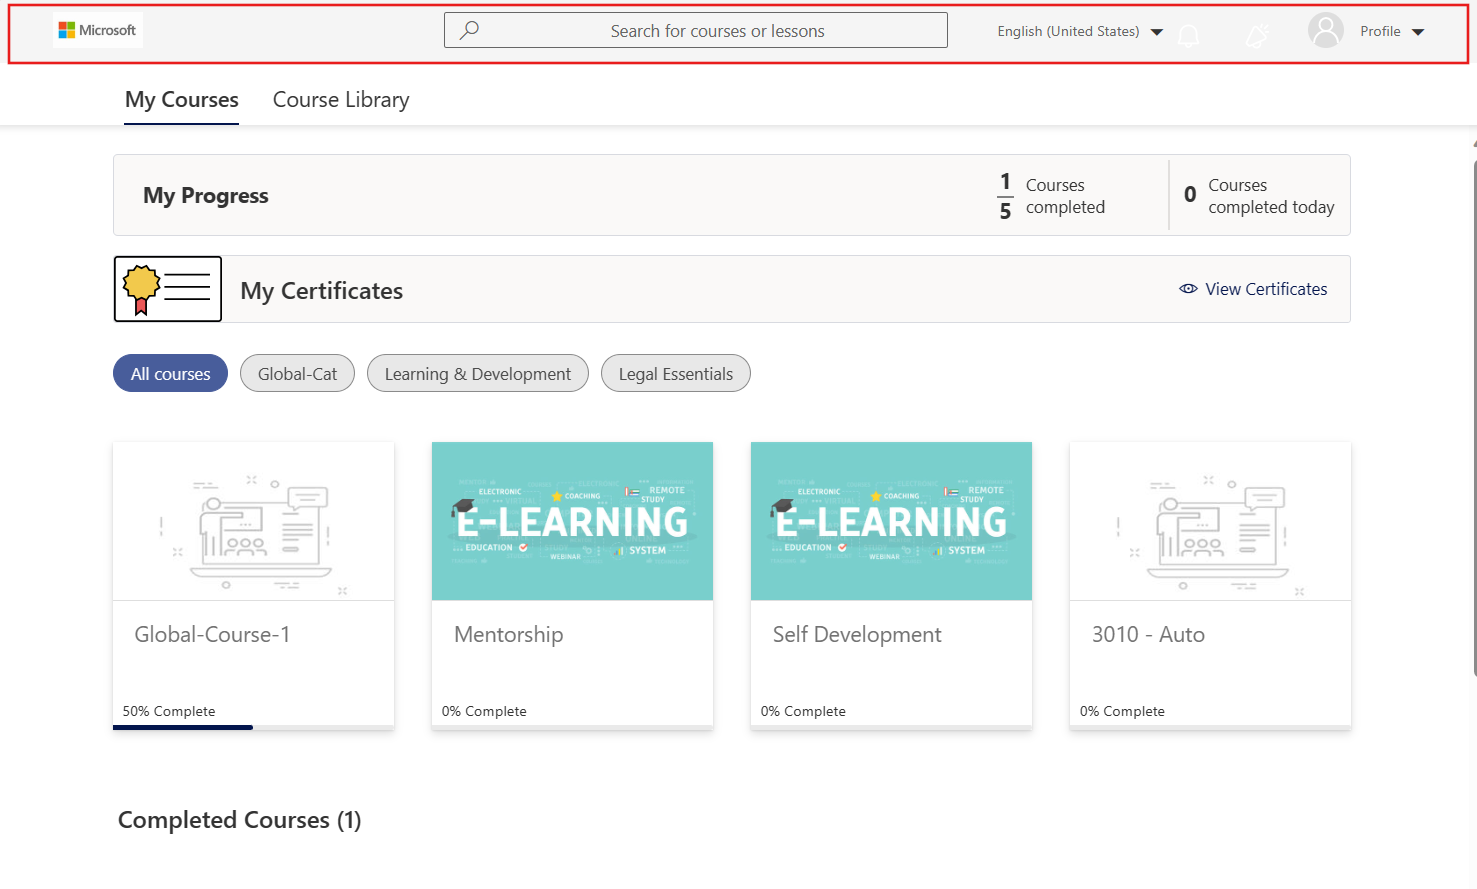 Microsoft
Search for courses or lessons
English (United States)
Profile
My Courses
Course Library
My Progress
1
5
Courses
completed
0
Courses
completed today
My Certificates
View Certificates
All courses
Global-Cat
Learning & Development
Legal Essentials
ELECTRONIC
COACHING
REMOTE
STUDY
E-LEARNING
EDUCATION
WEBINAR
SYSTEM
ELECTRONIC
COACHING
REMOTE
STUDY
E-LEARNING
EDUCATION
WEBINAR
SYSTEM
Global-Course-1
50% Complete
Mentorship
0% Complete
Self Development
0% Complete
3010 - Auto
0% Complete
Completed Courses (1)